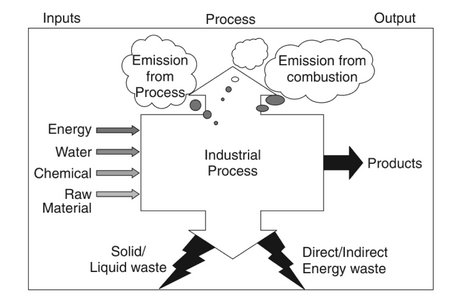 Inputs
Process
Output
Emission
from
Process
Emission from
combustion
Energy
Water
Chemical
Raw
Material
Industrial
Process
Products
Solid/
Liquid waste
Direct/Indirect
Energy waste